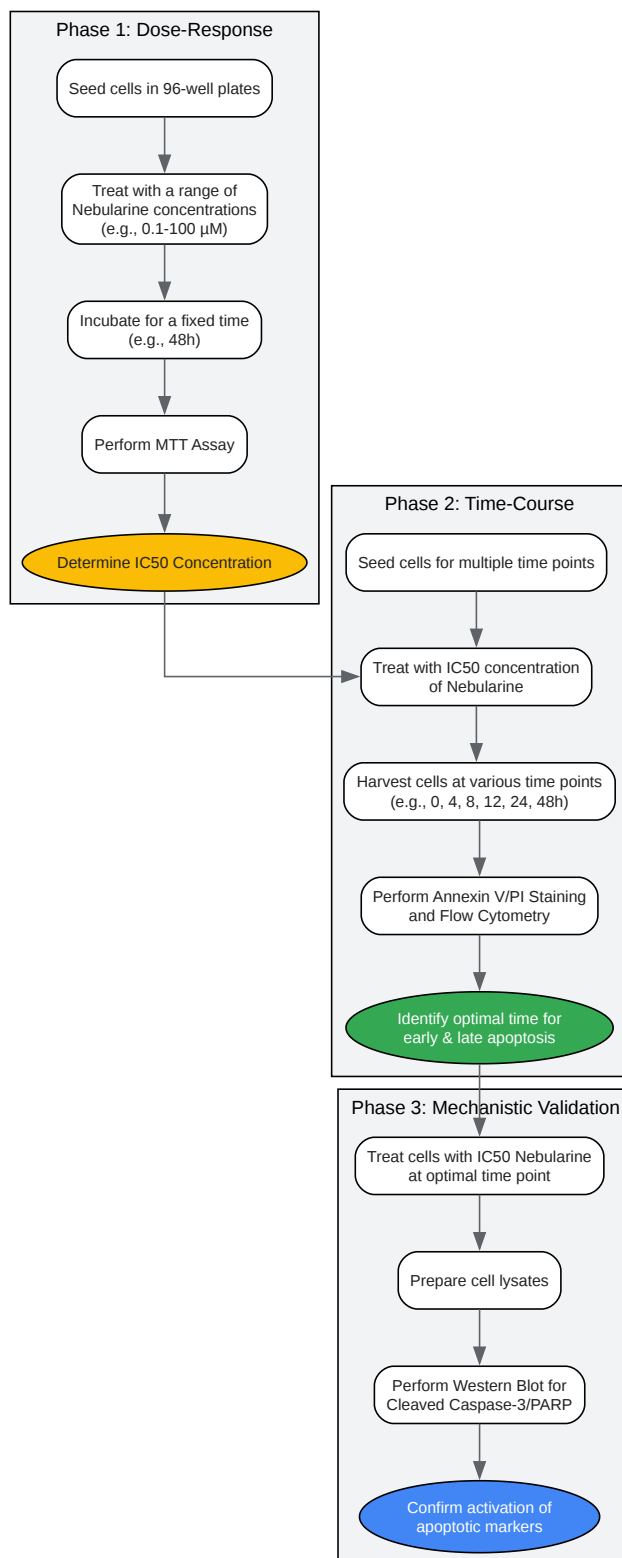 Phase 1: Dose-Response
Seed cells in 96-well plates
Treat with a range of
Nebularine concentrations
(e.g., 0.1-100 µM)
Incubate for a fixed time
(e.g., 48h)
Perform MTT Assay
Determine IC50 Concentration
Phase 2: Time-Course
Seed cells for multiple time points
Treat with IC50 concentration
of Nebularine
Harvest cells at various time points
(e.g., 0, 4, 8, 12, 24, 48h)
Perform Annexin V/PI Staining
and Flow Cytometry
Identify optimal time for
early & late apoptosis
Phase 3: Mechanistic Validation
Treat cells with IC50 Nebularine
at optimal time point
Prepare cell lysates
Perform Western Blot for
Cleaved Caspase-3/PARP
Confirm activation of
apoptotic markers